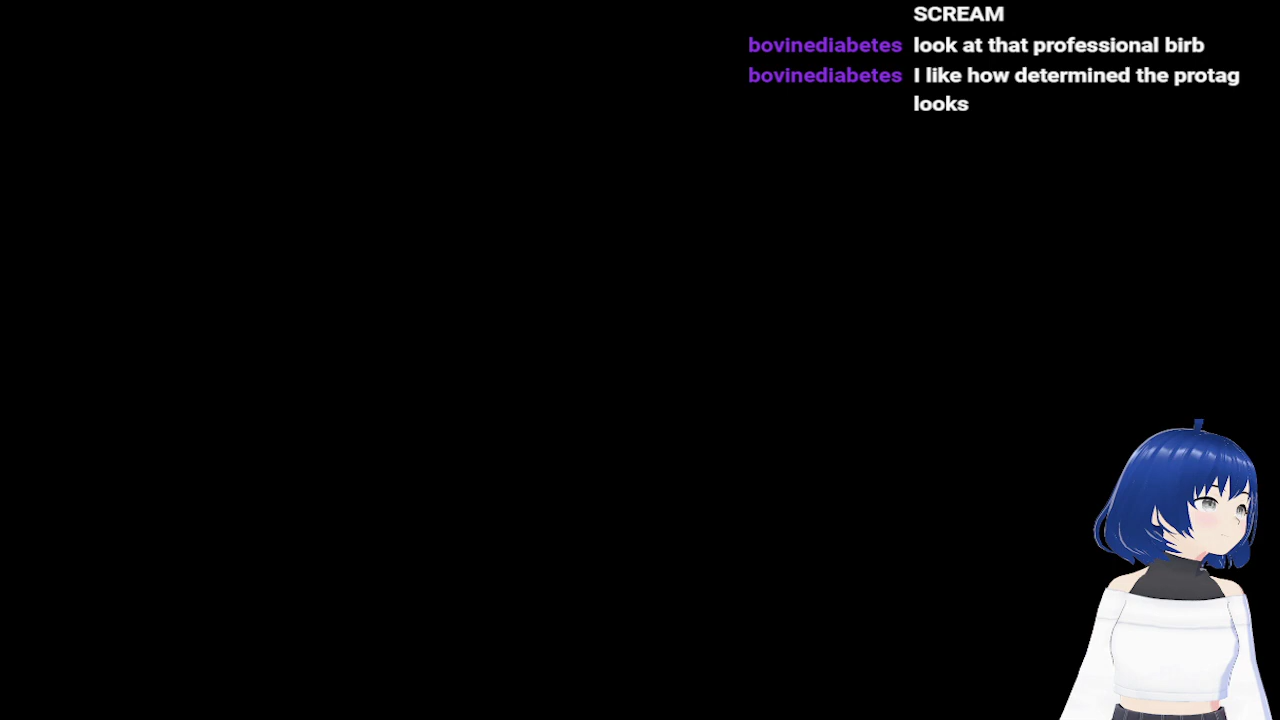 SCREAM
bovinediabetes look at that professional birb
bovinediabetes I like how determined the protag
looks